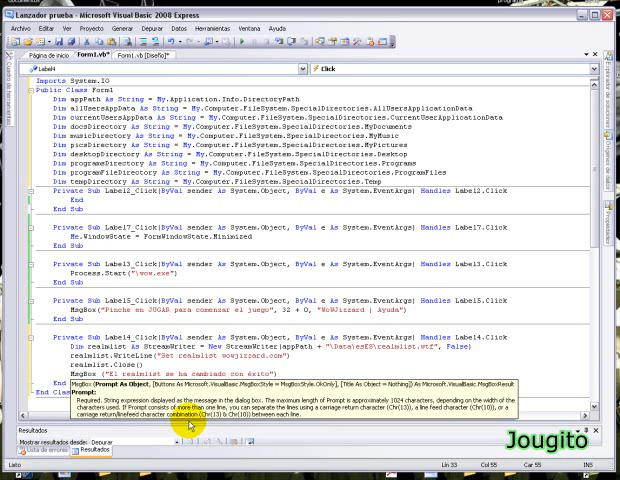 Lanzador prueba - Microsoft Visual Basic 2008 Express
Archivo Editar Ver Proyecto Generar Depurar Datos Herramientas Ventana Ayuda
Página de inicio Form1.vb* Form1.vb [Diseño]*
Label4 Click
Imports System.IO
Public Class Form1
Dim appPath As String = My.Application.Info.DirectoryPath
Dim allUsersAppData As String = My.Computer.FileSystem.SpecialDirectories.AllUsersApplicationData
Dim currentUsersAppData As String = My.Computer.FileSystem.SpecialDirectories.CurrentUserApplicationData
Dim docsDirectory As String = My.Computer.FileSystem.SpecialDirectories.MyDocuments
Dim musicDirectory As String = My.Computer.FileSystem.SpecialDirectories.MyMusic
Dim picsDirectory As String = My.Computer.FileSystem.SpecialDirectories.MyPictures
Dim desktopDirectory As String = My.Computer.FileSystem.SpecialDirectories.Desktop
Dim programsDirectory As String = My.Computer.FileSystem.SpecialDirectories.Programs
Dim programFileDirectory As String = My.Computer.FileSystem.SpecialDirectories.ProgramFiles
Dim tempDirectory As String = My.Computer.FileSystem.SpecialDirectories.Temp
Private Sub Label2_Click(ByVal sender As System.Object, ByVal e As System.EventArgs) Handles Label2.Click
End
End Sub
Private Sub Label7_Click(ByVal sender As System.Object, ByVal e As System.EventArgs) Handles Label7.Click
Me.WindowState = FormWindowState.Minimized
End Sub
Private Sub Label3_Click(ByVal sender As System.Object, ByVal e As System.EventArgs) Handles Label3.Click
Process.Start("\wow.exe")
End Sub
Private Sub Label5_Click(ByVal sender As System.Object, ByVal e As System.EventArgs) Handles Label5.Click
MsgBox("Pinche en JUGAR para comenzar el juego", 32 + 0, "WoWJizzard | Ayuda")
End Sub
Private Sub Label4_Click(ByVal sender As System.Object, ByVal e As System.EventArgs) Handles Label4.Click
Dim realmlist As StreamWriter = New StreamWriter(appPath + "\Data\esES\realmlist.wtf", False)
realmlist.WriteLine("Set realmlist wowjizzard.com")
realmlist.Close()
MsgBox ("El realmlist se ha cambiado con éxito")
End
MsgBox (Prompt As Object, [Buttons As Microsoft.VisualBasic.MsgBoxStyle = MsgBoxStyle.OkOnly], [Title As Object = Nothing]) As Microsoft.VisualBasic.MsgBoxResult
End Clas
Prompt:
Required. String expression displayed as the message in the dialog box. The maximum length of Prompt is approximately 1024 characters, depending on the width of the
characters used. If Prompt consists of more than one line, you can separate the lines using a carriage return character (Chr(13)), a line feed character (Chr(10)), or a
carriage return/linefeed character combination (Chr(13) & Chr(10)) between each line.
Resultados
Mostrar resultados desde: Depurar
Lista de errores Resultados
Listo Lín 33 Col 55 Car 55 INS
Cuadro de herramientas
Explorador de soluciones
Orígenes de datos
Propiedades
Jougito